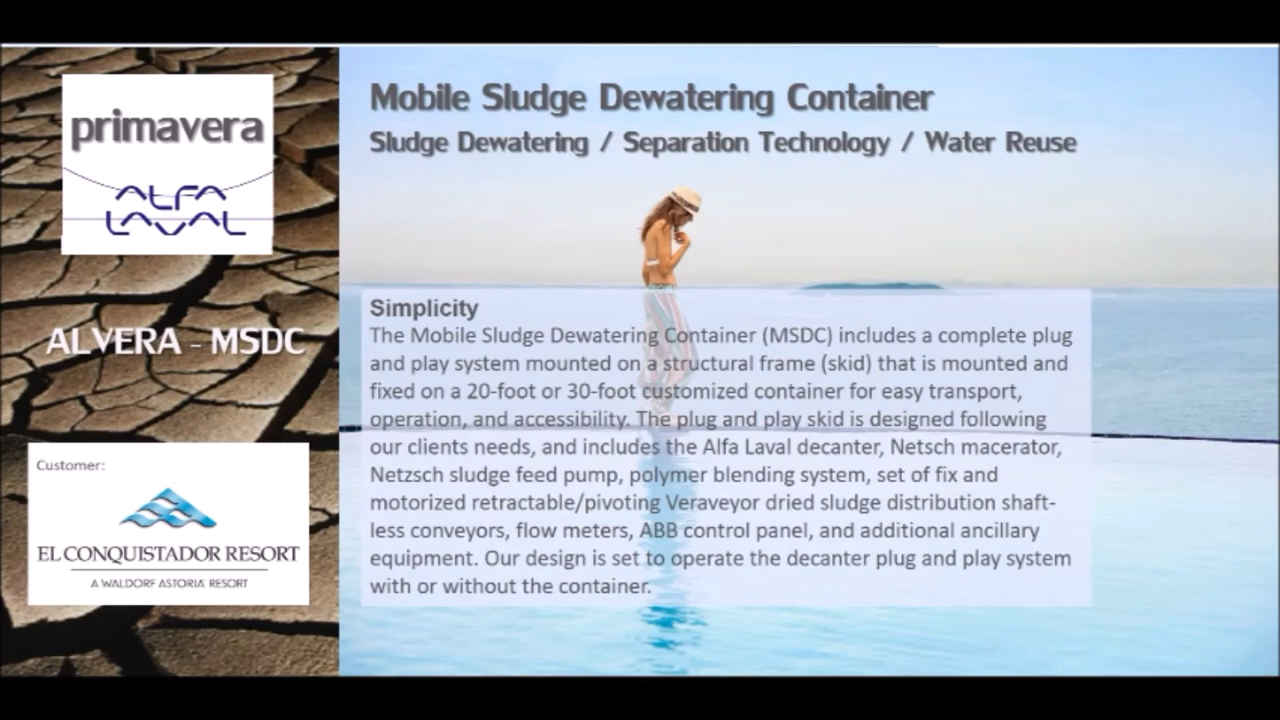 primavera
ALFA
LAVAL
ALVERA - MSDC
Customer:
EL CONQUISTADOR RESORT
A WALDORF ASTORIA RESORT
Mobile Sludge Dewatering Container
Sludge Dewatering / Separation Technology / Water Reuse
Simplicity
The Mobile Sludge Dewatering Container (MSDC) includes a complete plug
and play system mounted on a structural frame (skid) that is mounted and
fixed on a 20-foot or 30-foot customized container for easy transport,
operation, and accessibility. The plug and play skid is designed following
our clients needs, and includes the Alfa Laval decanter, Netsch macerator,
Netzsch sludge feed pump, polymer blending system, set of fix and
motorized retractable/pivoting Veraveyor dried sludge distribution shaft-
less conveyors, flow meters, ABB control panel, and additional ancillary
equipment. Our design is set to operate the decanter plug and play system
with or without the container.